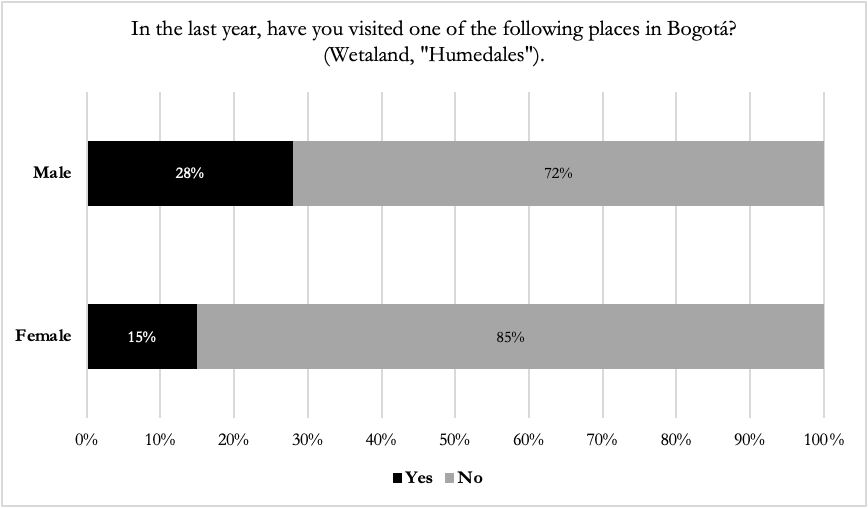 In the last year, have you visited one of the following places in Bogotá?
(Wetaland, "Humedales").
Male
28%
72%
Female
15%
85%
0% 10% 20% 30% 40% 50% 60% 70% 80% 90% 100%
Yes No